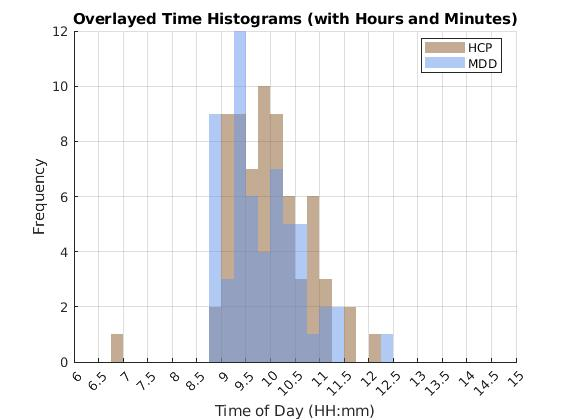 Overlayed Time Histograms (with Hours and Minutes)
HCP
MDD
Frequency
12
10
8
6
4
2
0
6 6.5 7 7.5 8 8.5 9 9.5 10 10.5 11 11.5 12 12.5 13 13.5 14 14.5 15
Time of Day (HH:mm)